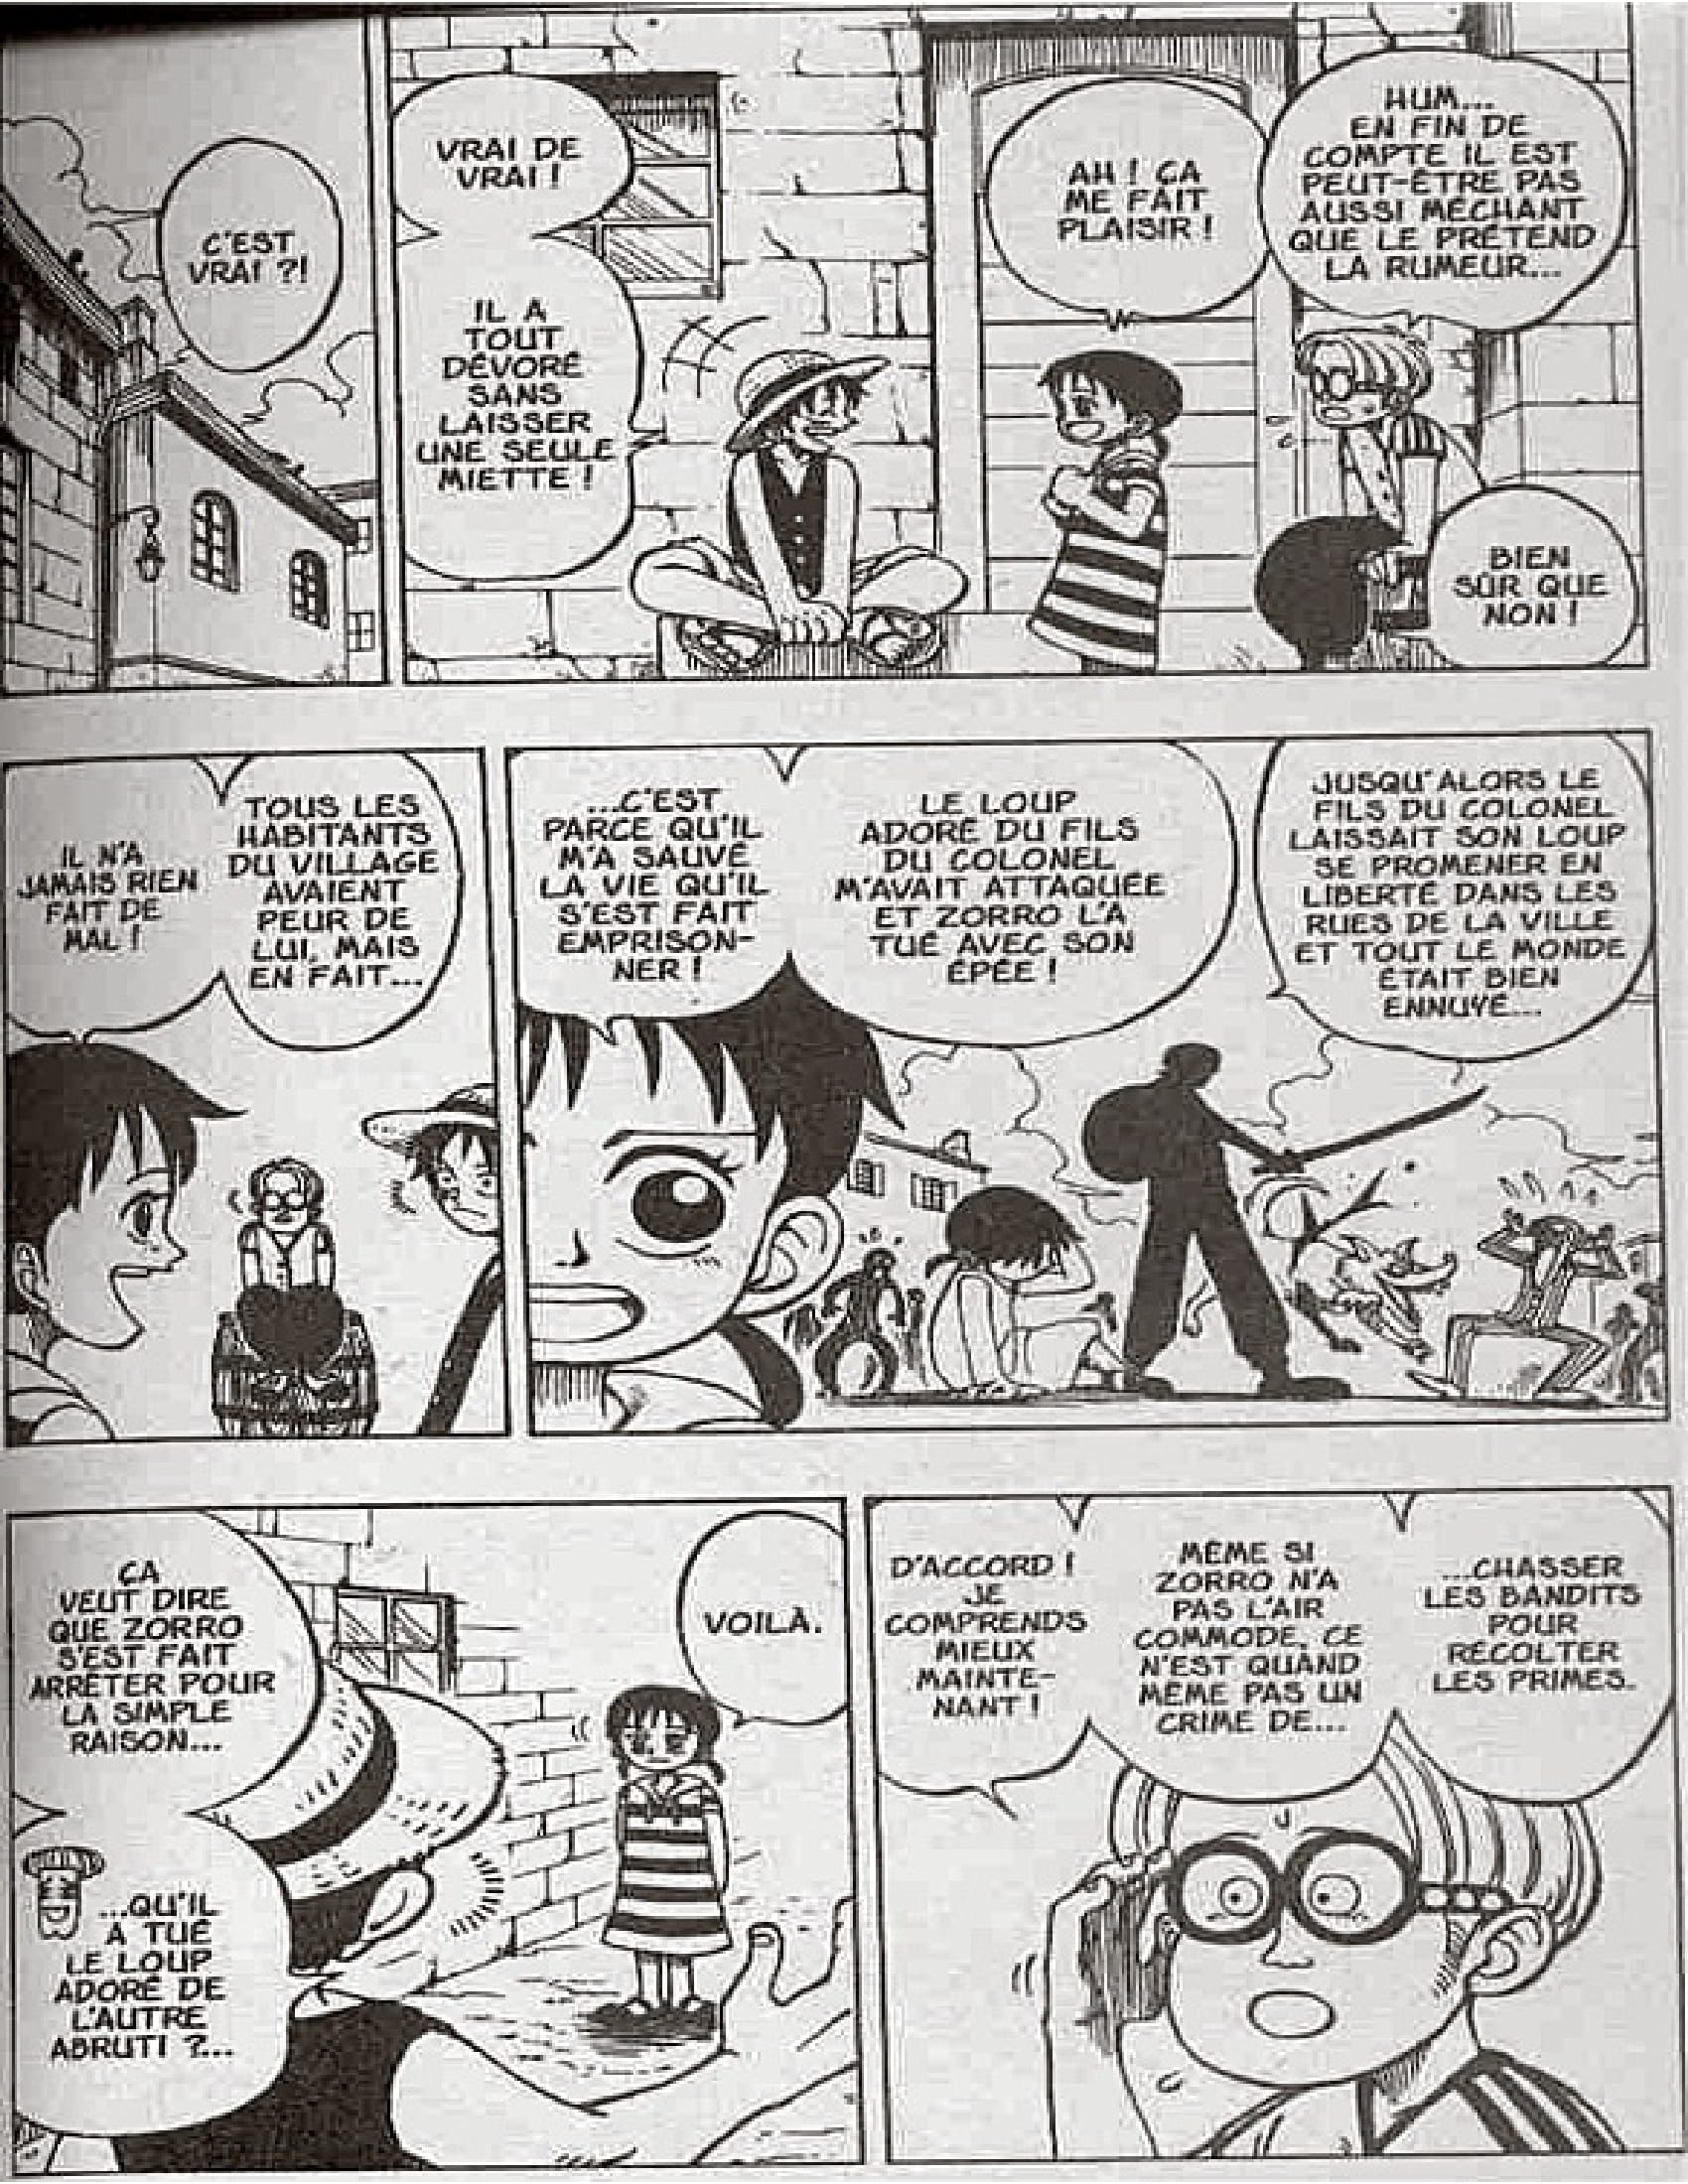 C'EST
VRAI ?!
VRAI DE
VRAI !
IL A
TOUT
DÉVORÉ
SANS
LAISSER
UNE SEULE
MIETTE !
AH ! ÇA
ME FAIT
PLAISIR !
HUM...
EN FIN DE
COMPTE IL EST
PEUT-ÊTRE PAS
AUSSI MÉCHANT
QUE LE PRÉTEND
LA RUMEUR...
BIEN
SÛR QUE
NON !
IL N'A
JAMAIS RIEN
FAIT DE
MAL !
TOUS LES
HABITANTS
DU VILLAGE
AVAIENT
PEUR DE
LUI, MAIS
EN FAIT...
...C'EST
PARCE QU'IL
M'A SAUVÉ
LA VIE QU'IL
S'EST FAIT
EMPRISON-
NER !
LE LOUP
ADORÉ DU FILS
DU COLONEL
M'AVAIT ATTAQUÉE
ET ZORRO L'A
TUÉ AVEC SON
ÉPÉE !
JUSQU'ALORS LE
FILS DU COLONEL
LAISSAIT SON LOUP
SE PROMENER EN
LIBERTÉ DANS LES
RUES DE LA VILLE
ET TOUT LE MONDE
ÉTAIT BIEN
ENNUYÉ...
ÇA
VEUT DIRE
QUE ZORRO
S'EST FAIT
ARRÊTER POUR
LA SIMPLE
RAISON...
...QU'IL
A TUÉ
LE LOUP
ADORÉ DE
L'AUTRE
ABRUTI ?...
VOILÀ.
D'ACCORD !
JE
COMPRENDS
MIEUX
MAINTE-
NANT !
MÊME SI
ZORRO N'A
PAS L'AIR
COMMODE, CE
N'EST QUAND
MÊME PAS UN
CRIME DE...
...CHASSER
LES BANDITS
POUR
RÉCOLTER
LES PRIMES.